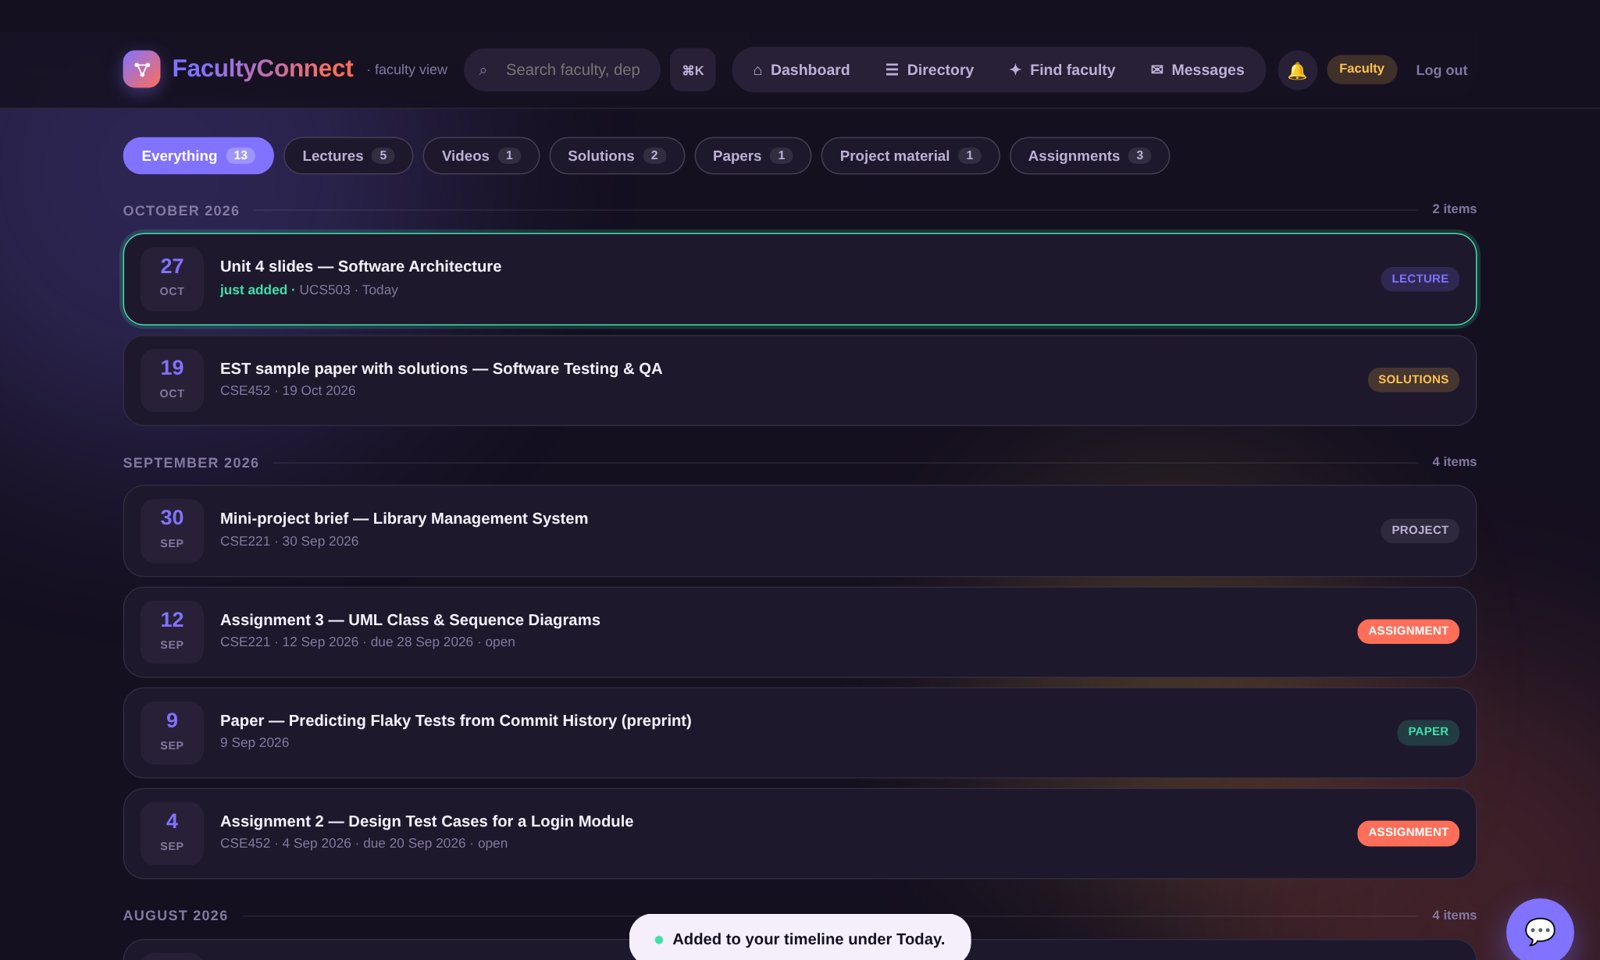 FacultyConnect · faculty view ⌕ Search faculty, dep ⌘K ⌂ Dashboard ☰ Directory ✦ Find faculty ✉ Messages Faculty Log out
Everything 13 Lectures 5 Videos 1 Solutions 2 Papers 1 Project material 1 Assignments 3
OCTOBER 2026 2 items
27
OCT
Unit 4 slides — Software Architecture
just added · UCS503 · Today
LECTURE
19
OCT
EST sample paper with solutions — Software Testing & QA
CSE452 · 19 Oct 2026
SOLUTIONS
SEPTEMBER 2026 4 items
30
SEP
Mini-project brief — Library Management System
CSE221 · 30 Sep 2026
PROJECT
12
SEP
Assignment 3 — UML Class & Sequence Diagrams
CSE221 · 12 Sep 2026 · due 28 Sep 2026 · open
ASSIGNMENT
9
SEP
Paper — Predicting Flaky Tests from Commit History (preprint)
9 Sep 2026
PAPER
4
SEP
Assignment 2 — Design Test Cases for a Login Module
CSE452 · 4 Sep 2026 · due 20 Sep 2026 · open
ASSIGNMENT
AUGUST 2026 4 items
Added to your timeline under Today.